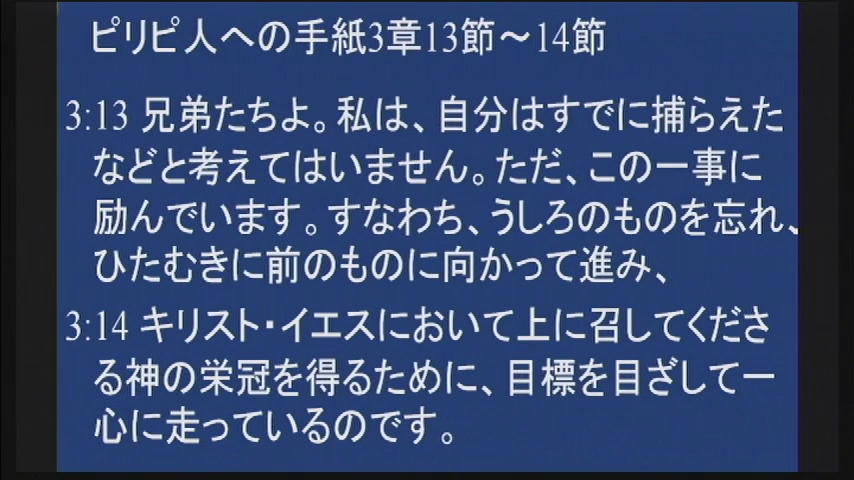 ピリピ人への手紙3章13節～14節
3:13 兄弟たちよ。私は、自分はすでに捕らえた
などと考えてはいません。ただ、この一事に
励んでいます。すなわち、うしろのものを忘れ、
ひたむきに前のものに向かって進み、
3:14 キリスト・イエスにおいて上に召してくださ
る神の栄冠を得るために、目標を目ざして一
心に走っているのです。